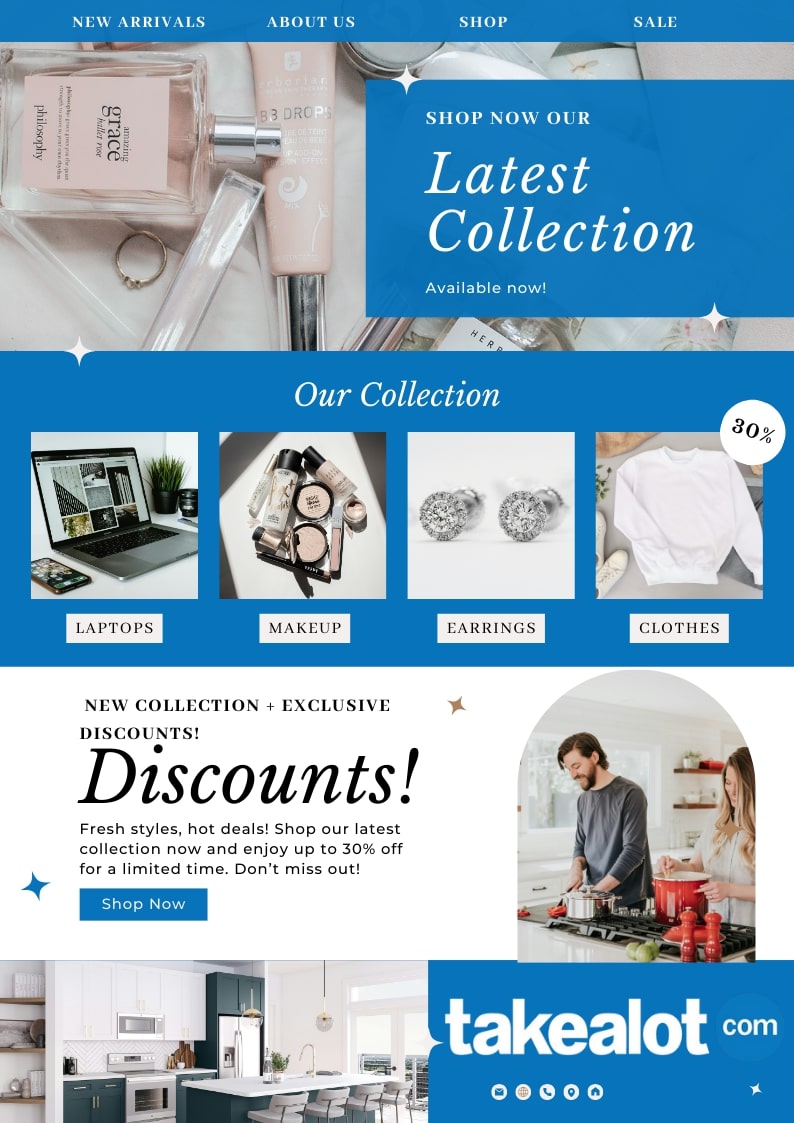 NEW ARRIVALS
ABOUT US
SHOP
SALE
philosophy
amazing
grace
ballet rose
erborian
BB DROPS
SHOP NOW OUR
Latest
Collection
Available now!
HERB
Our Collection
30%
LAPTOPS
MAKEUP
EARRINGS
CLOTHES
NEW COLLECTION + EXCLUSIVE
DISCOUNTS!
Discounts!
Fresh styles, hot deals! Shop our latest
collection now and enjoy up to 30% off
for a limited time. Don’t miss out!
Shop Now
takealot com